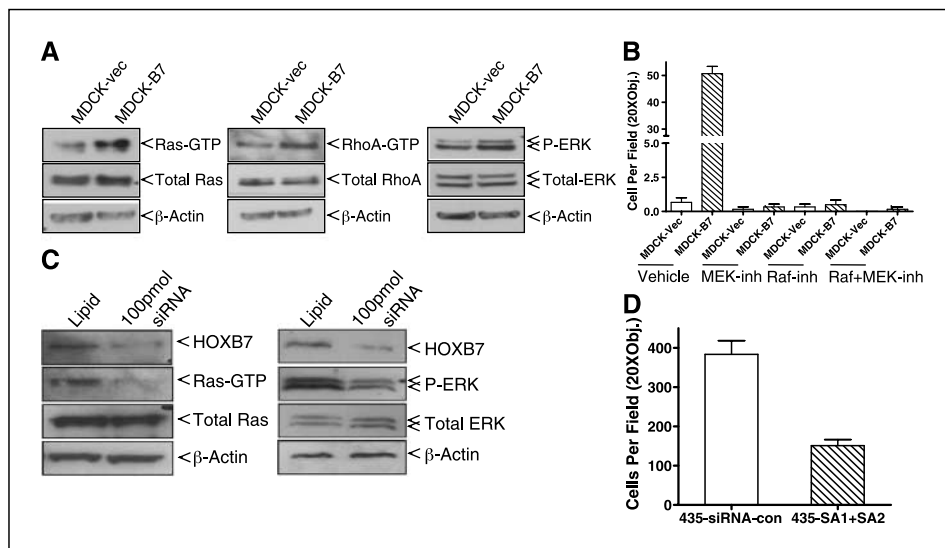 A
MDCK-vec
MDCK-B7
<Ras-GTP
<Total Ras
<β-Actin
MDCK-vec
MDCK-B7
<RhoA-GTP
<Total RhoA
<β-Actin
MDCK-vec
MDCK-B7
P-ERK
Total-ERK
<β-Actin
B
Cell Per Field (20XObj.)
50
40
30
20
5.0
2.5
0.0
MDCK-Vec
MDCK-B7
MDCK-Vec
MDCK-B7
MDCK-Vec
MDCK-B7
MDCK-Vec
MDCK-B7
Vehicle
MEK-inh
Raf-inh
Raf+MEK-inh
C
Lipid
100pmol
siRNA
<HOXB7
<Ras-GTP
<Total Ras
<β-Actin
Lipid
100pmol
siRNA
<HOXB7
P-ERK
Total ERK
<β-Actin
D
Cells Per Field (20XObj.)
400
300
200
100
0
435-siRNA-con
435-SA1+SA2